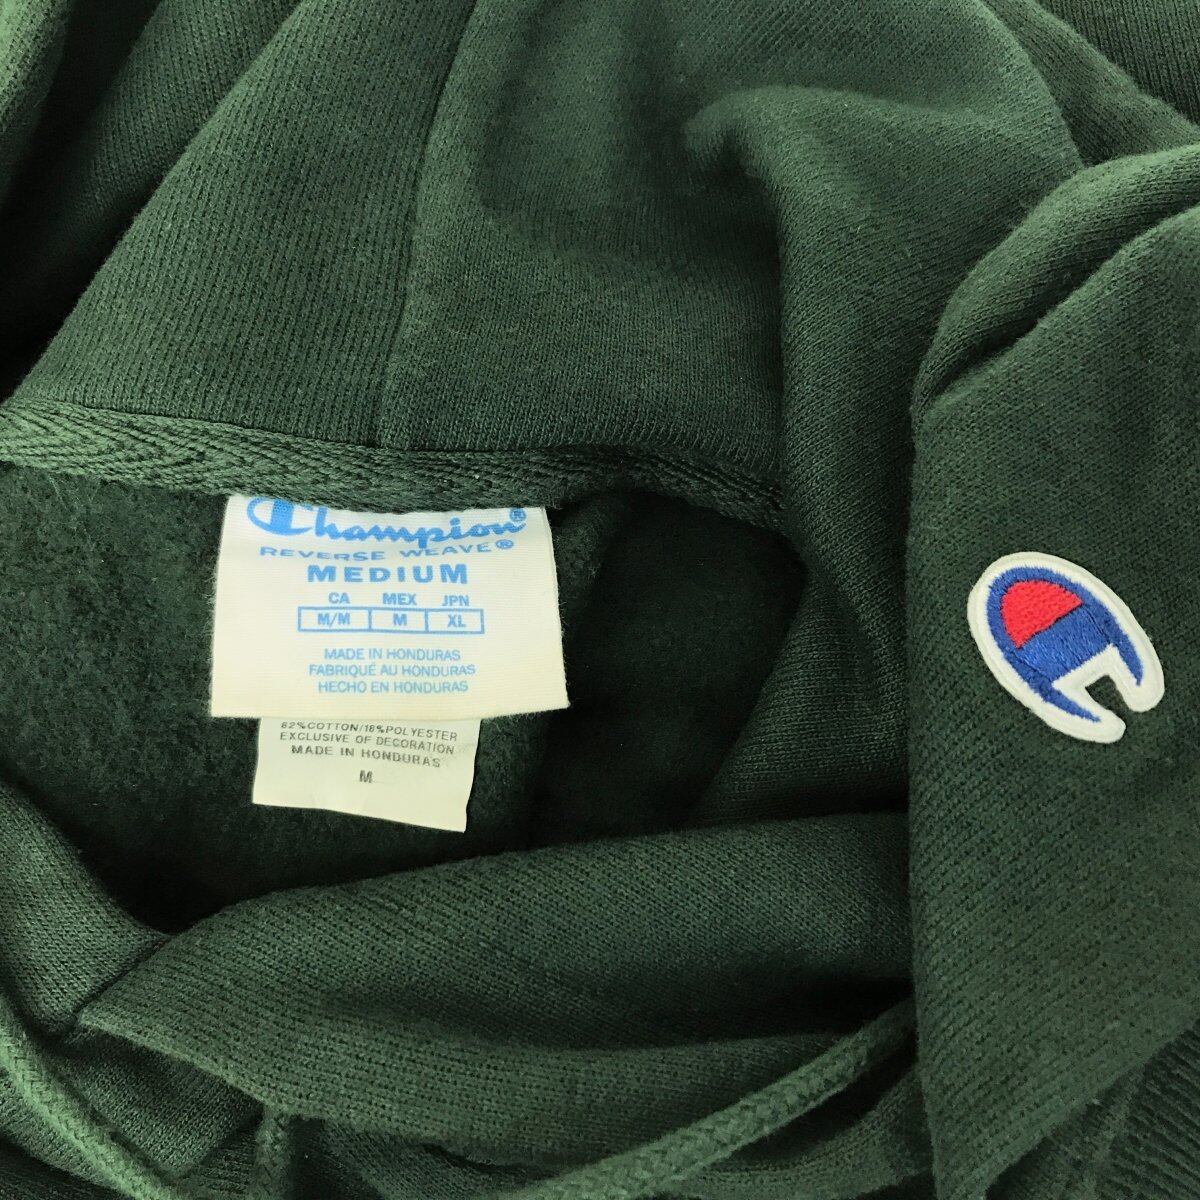 Champion®
REVERSE WEAVE®
MEDIUM
CA MEX JPN
M/M M XL
MADE IN HONDURAS
FABRIQUÉ AU HONDURAS
HECHO EN HONDURAS
82%COTTON/18%POLYESTER
EXCLUSIVE OF DECORATION
MADE IN HONDURAS
M